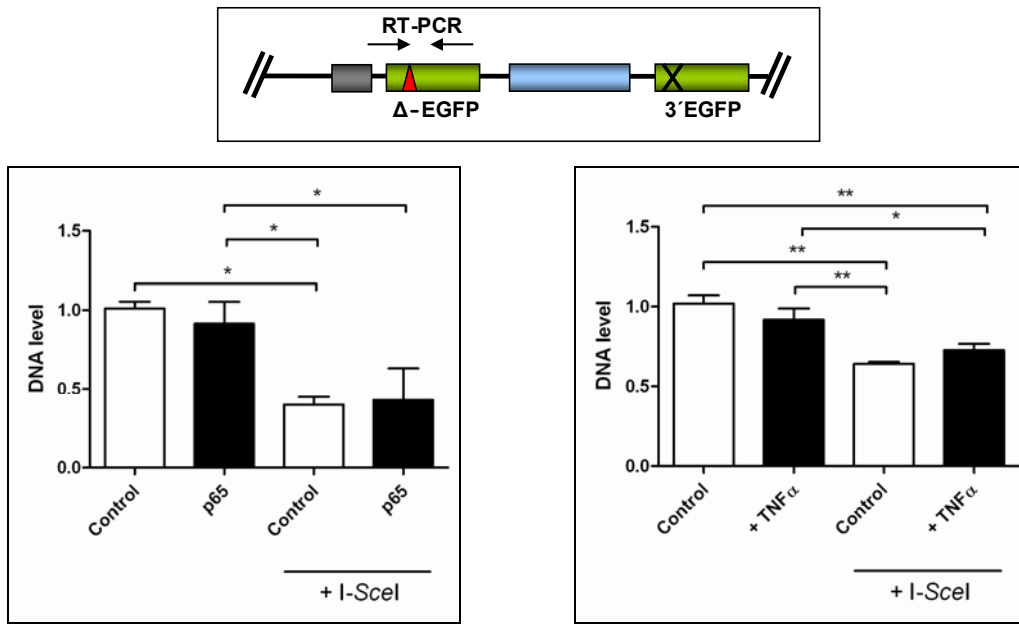 RT-PCR
Δ-EGFP 3´EGFP
DNA level
1.5
1.0
0.5
0.0
* 
*
*
Control p65 Control p65
+ I-SceI
DNA level
1.5
1.0
0.5
0.0
**
*
**
**
Control + TNFα Control + TNFα
+ I-SceI